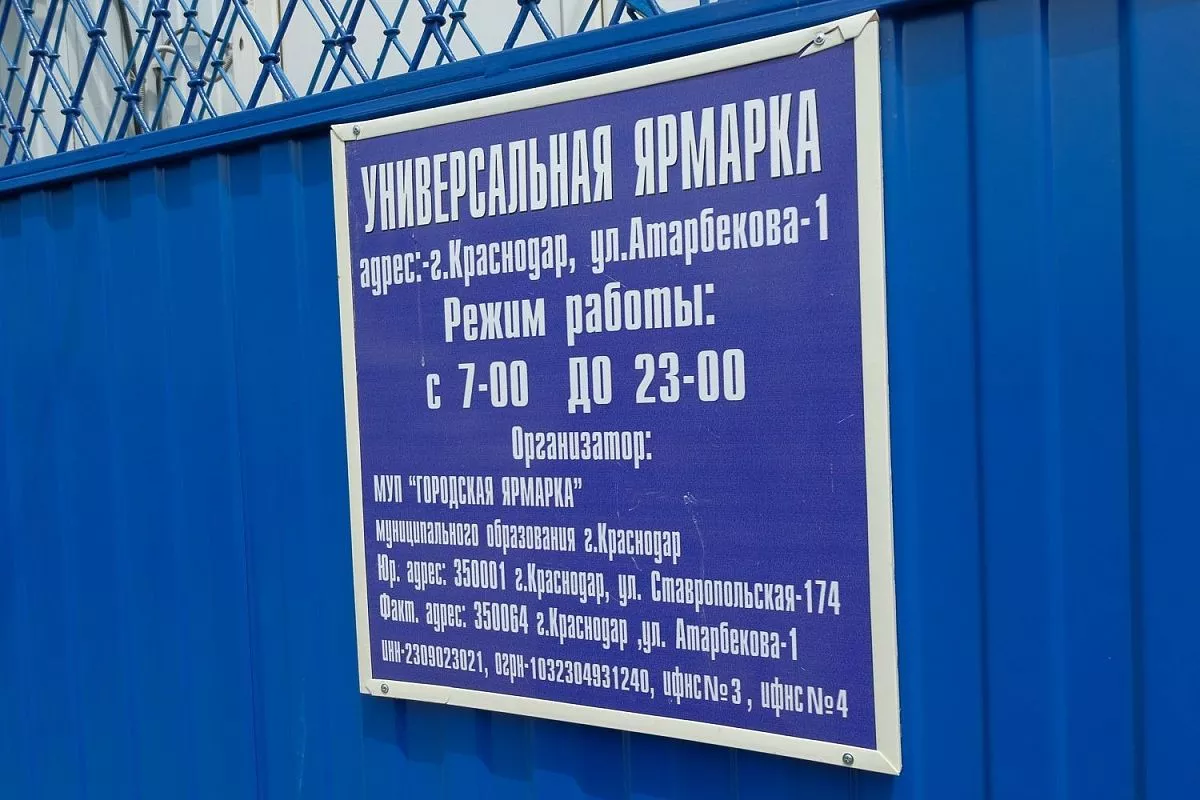 УНИВЕРСАЛЬНАЯ ЯРМАРКА
адрес:-г.Краснодар, ул.Атарбекова-1
Режим работы:
с 7-00 до 23-00
Организатор:
МУП “ГОРОДСКАЯ ЯРМАРКА”
муниципального образования г.Краснодар
Юр. адрес: 350001 г.Краснодар, ул. Ставропольская-174
Факт. адрес: 350064 г.Краснодар ,ул. Атарбекова-1
инн-2309023021, огрн-1032304931240, ифнс№3 , ифнс№4